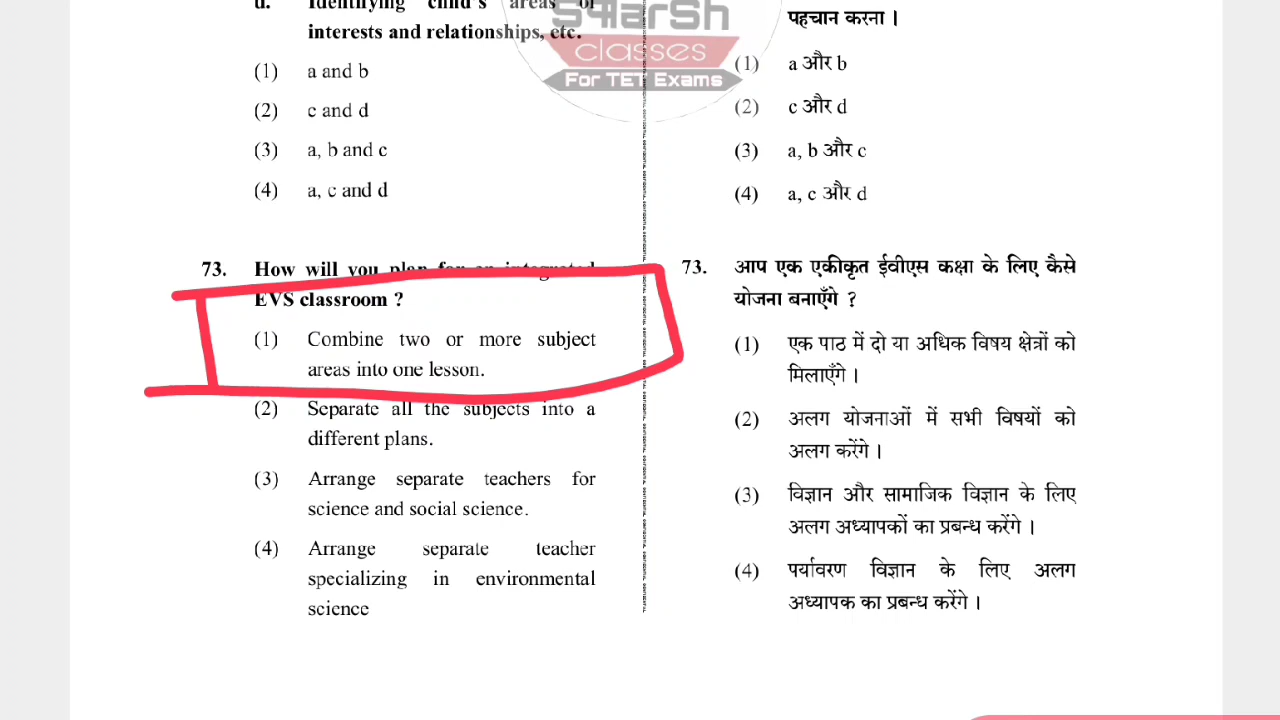 d. Identifying child's areas of
interests and relationships, etc.
(1) a and b
(2) c and d
(3) a, b and c
(4) a, c and d
73. How will you plan for an integrated
EVS classroom ?
(1) Combine two or more subject
areas into one lesson.
(2) Separate all the subjects into a
different plans.
(3) Arrange separate teachers for
science and social science.
(4) Arrange separate teacher
specializing in environmental
science
SपarSh
classes
For TET Exams
पहचान करना ।
(1) a और b
(2) c और d
(3) a, b और c
(4) a, c और d
73. आप एक एकीकृत ईवीएस कक्षा के लिए कैसे
योजना बनाएँगे ?
(1) एक पाठ में दो या अधिक विषय क्षेत्रों को
मिलाएँगे ।
(2) अलग योजनाओं में सभी विषयों को
अलग करेंगे ।
(3) विज्ञान और सामाजिक विज्ञान के लिए
अलग अध्यापकों का प्रबन्ध करेंगे ।
(4) पर्यावरण विज्ञान के लिए अलग
अध्यापक का प्रबन्ध करेंगे ।